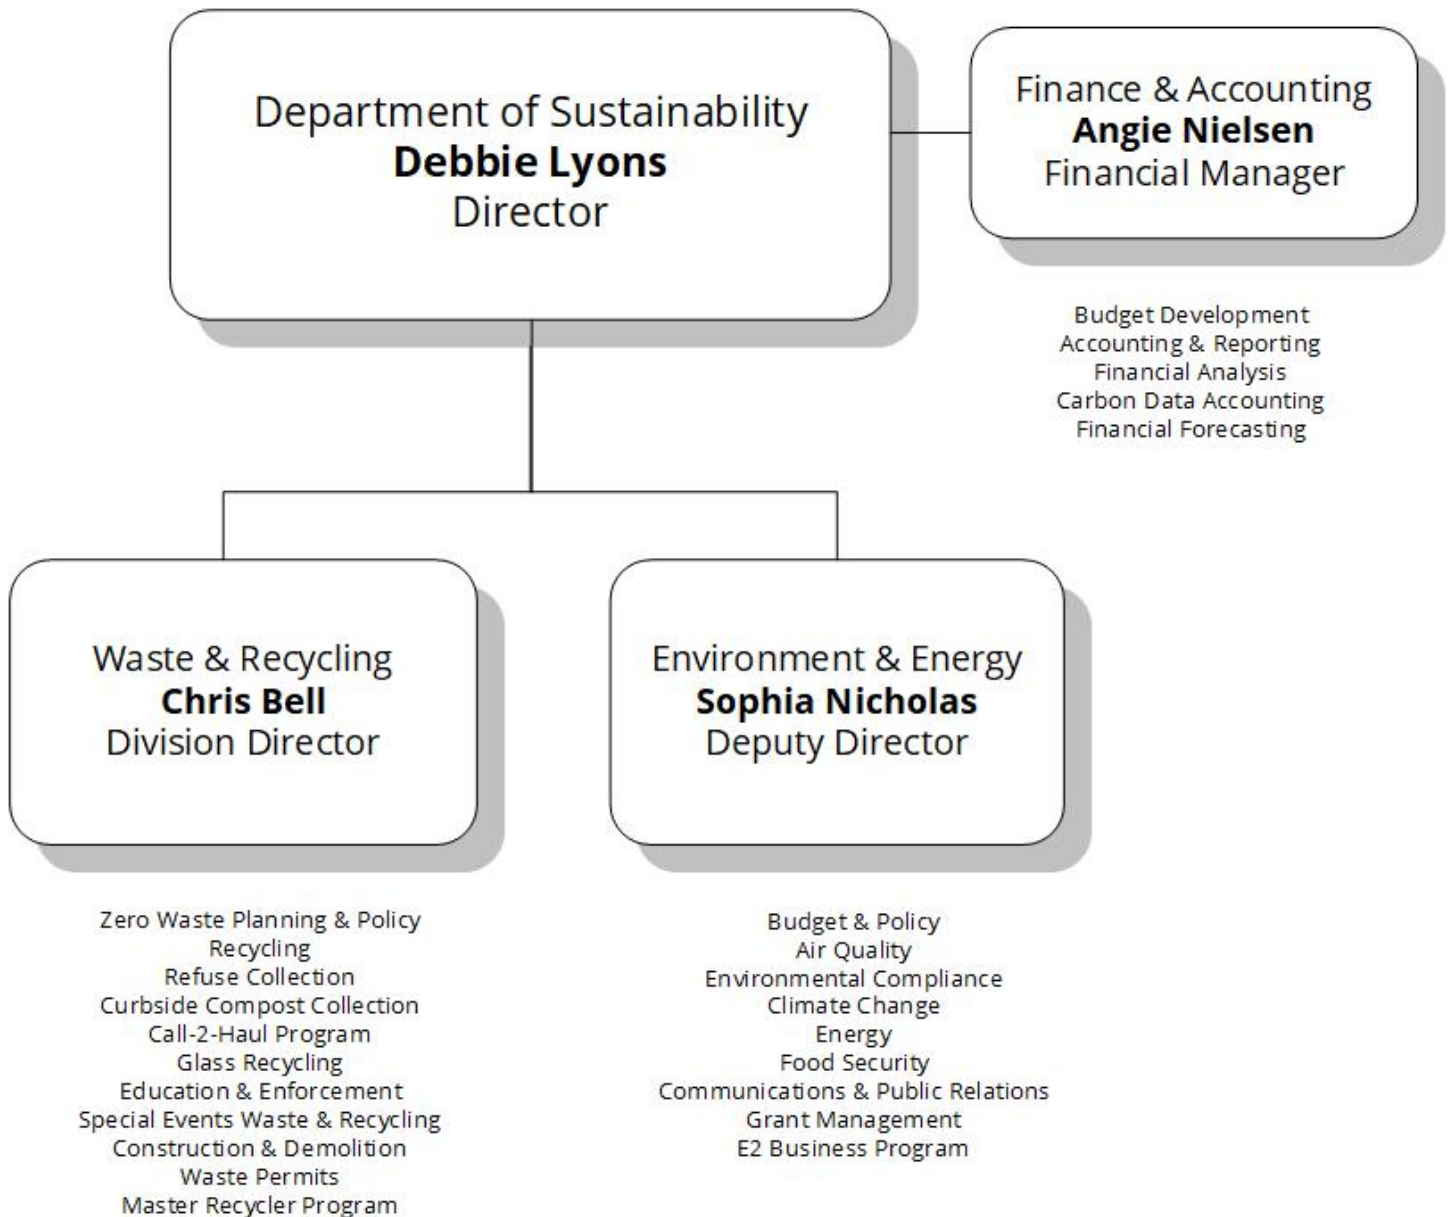 Department of Sustainability
Debbie Lyons
Director
Finance & Accounting
Angie Nielsen
Financial Manager
Budget Development
Accounting & Reporting
Financial Analysis
Carbon Data Accounting
Financial Forecasting
Waste & Recycling
Chris Bell
Division Director
Zero Waste Planning & Policy
Recycling
Refuse Collection
Curbside Compost Collection
Call-2-Haul Program
Glass Recycling
Education & Enforcement
Special Events Waste & Recycling
Construction & Demolition
Waste Permits
Master Recycler Program
Environment & Energy
Sophia Nicholas
Deputy Director
Budget & Policy
Air Quality
Environmental Compliance
Climate Change
Energy
Food Security
Communications & Public Relations
Grant Management
E2 Business Program